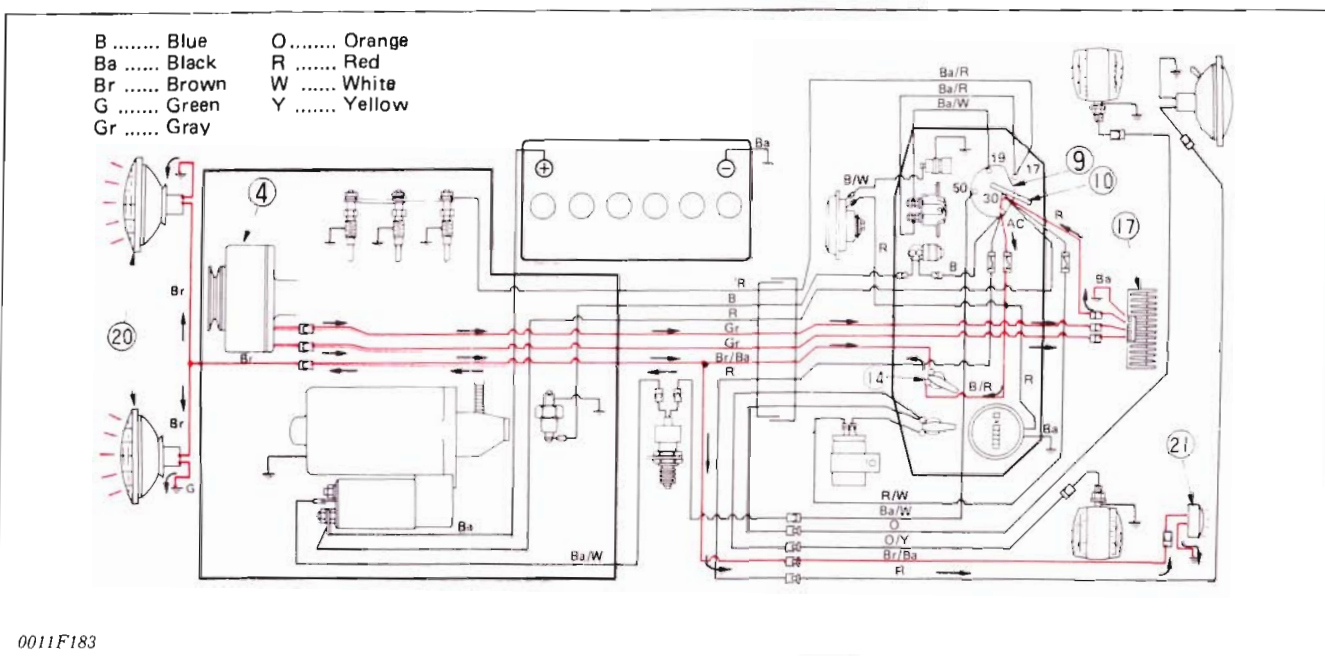 B ........ Blue
O ........ Orange
Ba ...... Black
R ....... Red
Br ...... Brown
W ...... White
G ....... Green
Y ....... Yellow
Gr ...... Gray
Ba/R
Ba/R
Ba/W
Ba
+
−
19
17
9
10
4
B/W
50
30
AC
R
17
R
B
Ba
Br
R
B
R
20
Gr
Gr
Br
Br/Ba
R
14
B/R
R
Br
Ba
21
G
R/W
Ba/W
Ba
O
O/Y
Ba/W
Br/Ba
R
0011F183